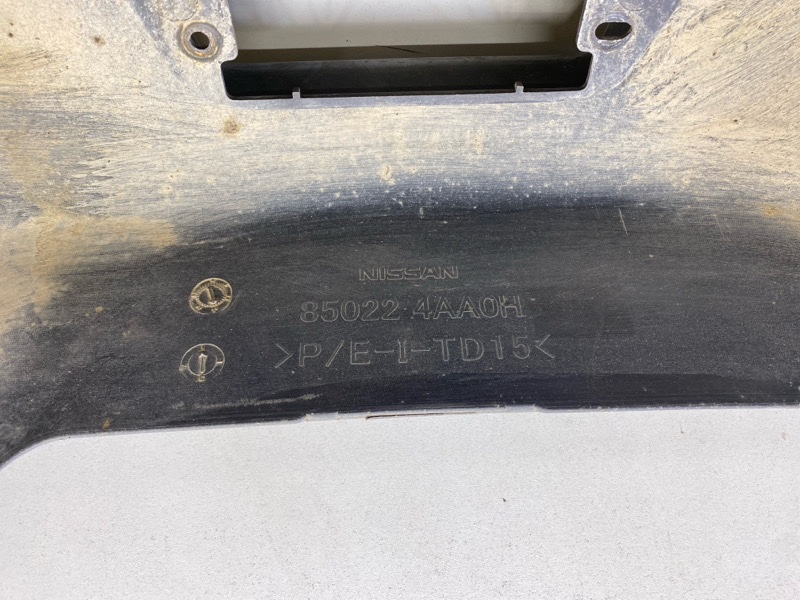 NISSAN
85022 4AA0H
>P/E-I-TD15<